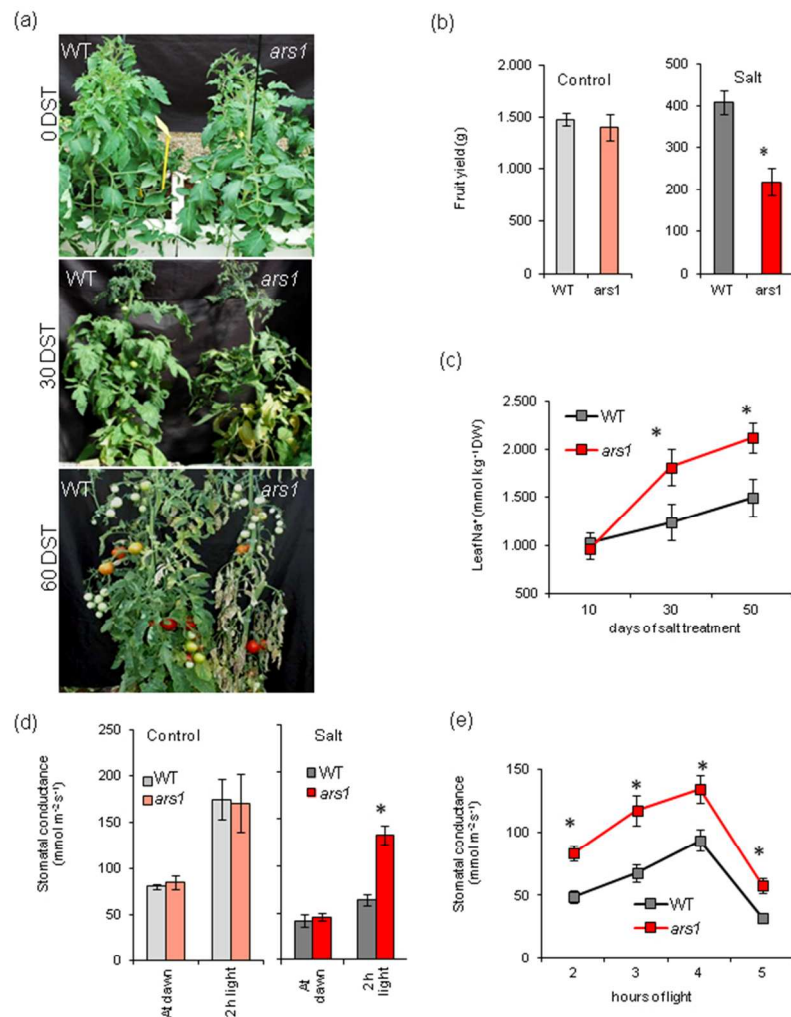 (a)
WT
ars1
0 DST
WT
ars1
30 DST
WT
ars1
60 DST
(b)
Fruit yield (g)
2.000
1.500
1.000
500
0
Control
WT
ars1
500
400
300
200
100
0
Salt
*
WT
ars1
(c)
Leaf Na⁺ (mmol kg⁻¹ DW)
2.500
2.000
1.500
1.000
500
WT
ars1
*
*
10
30
50
days of salt treatment
(d)
Stomatal conductance
(mmol m⁻² s⁻¹)
250
200
150
100
50
0
Control
WT
ars1
At dawn
2h light
Salt
WT
ars1
*
At
dawn
2h
light
(e)
Stomatal conductance
(mmol m⁻² s⁻¹)
150
100
50
0
*
*
*
*
WT
ars1
2
3
4
5
hours of light